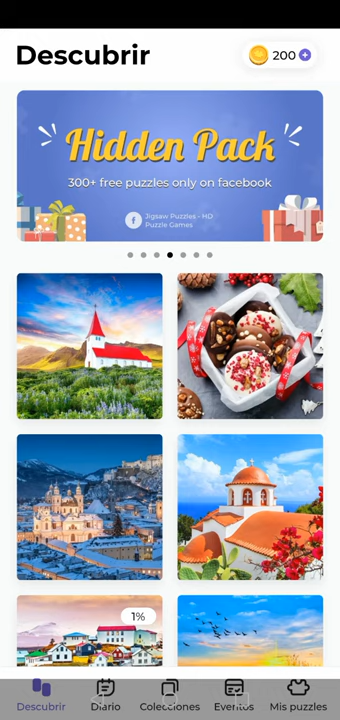 Descubrir
200
Hidden Pack
300+ free puzzles only on facebook
Jigsaw Puzzles - HD
Puzzle Games
1%
Descubrir
Diario
Colecciones
Eventos
Mis puzzles